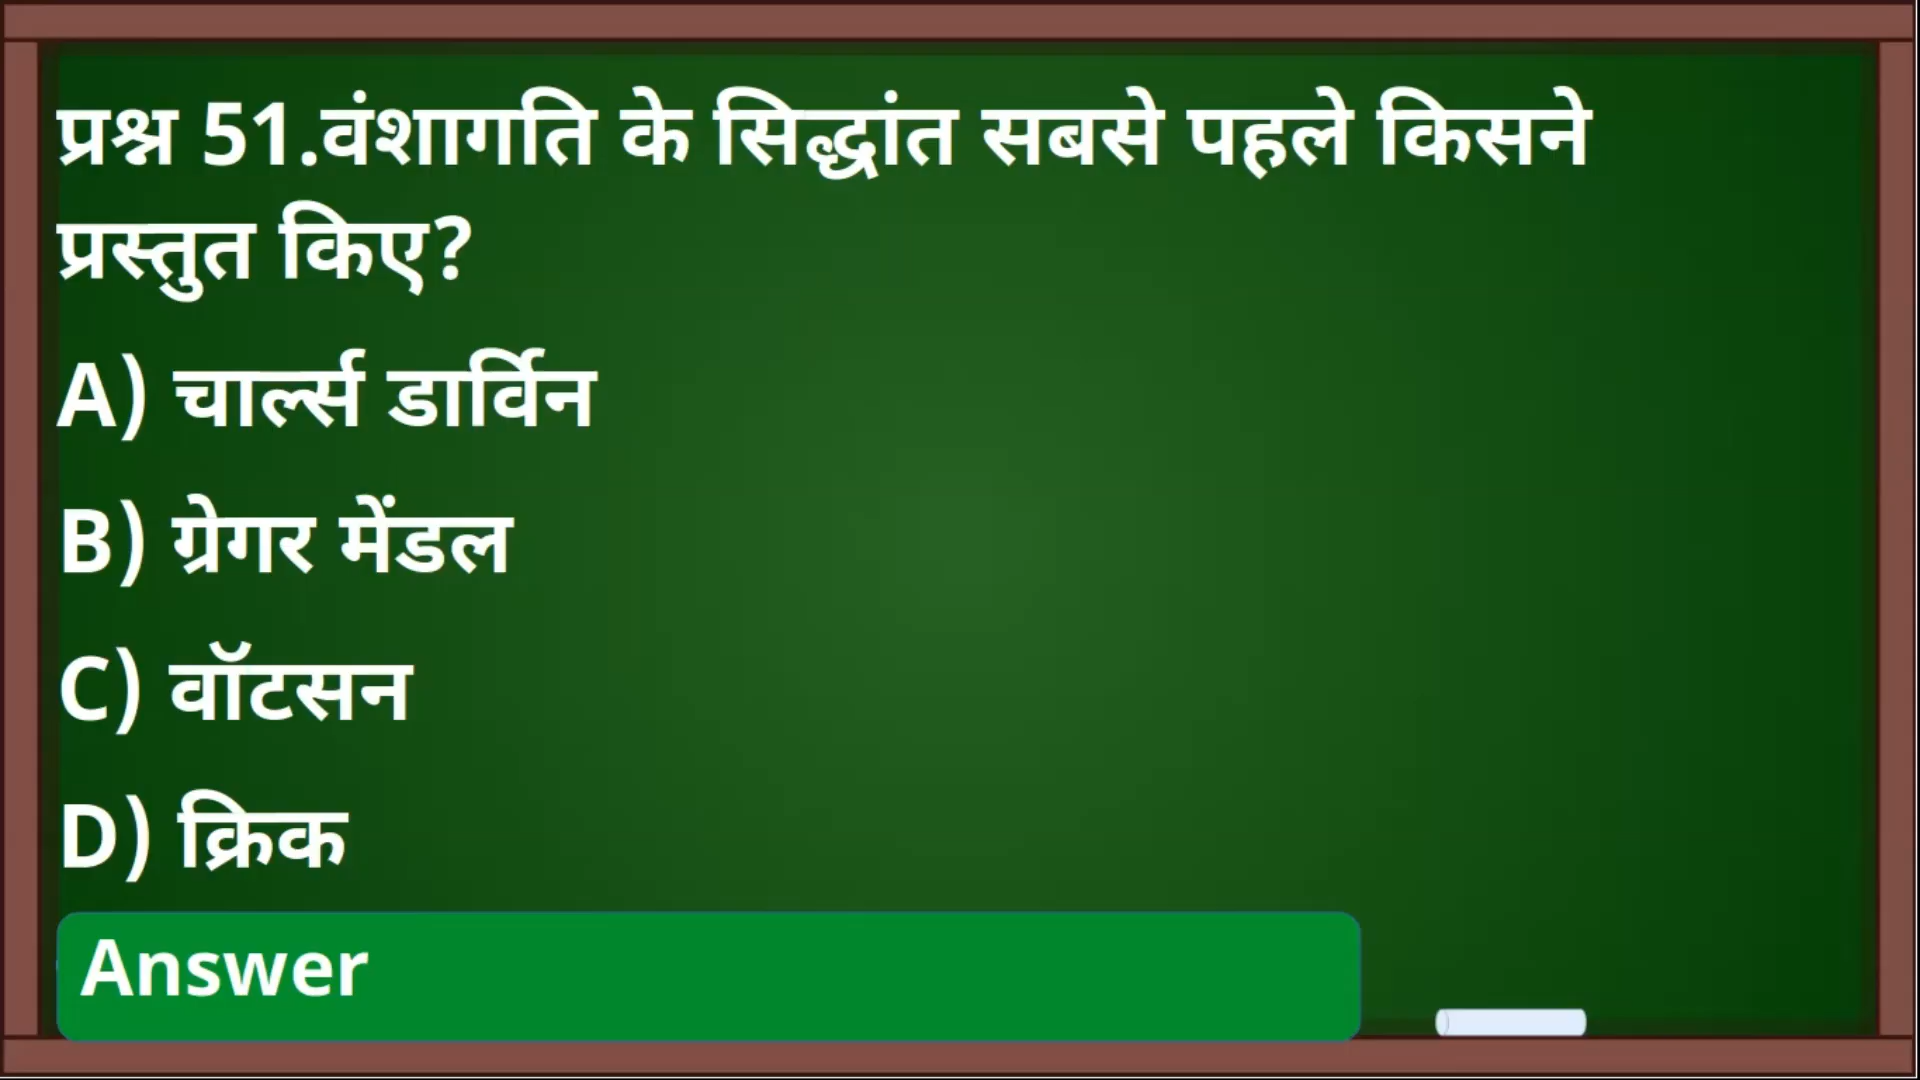 प्रश्न 51.वंशागति के सिद्धांत सबसे पहले किसने
प्रस्तुत किए?
A) चार्ल्स डार्विन
B) ग्रेगर मेंडल
C) वॉटसन
D) क्रिक
Answer